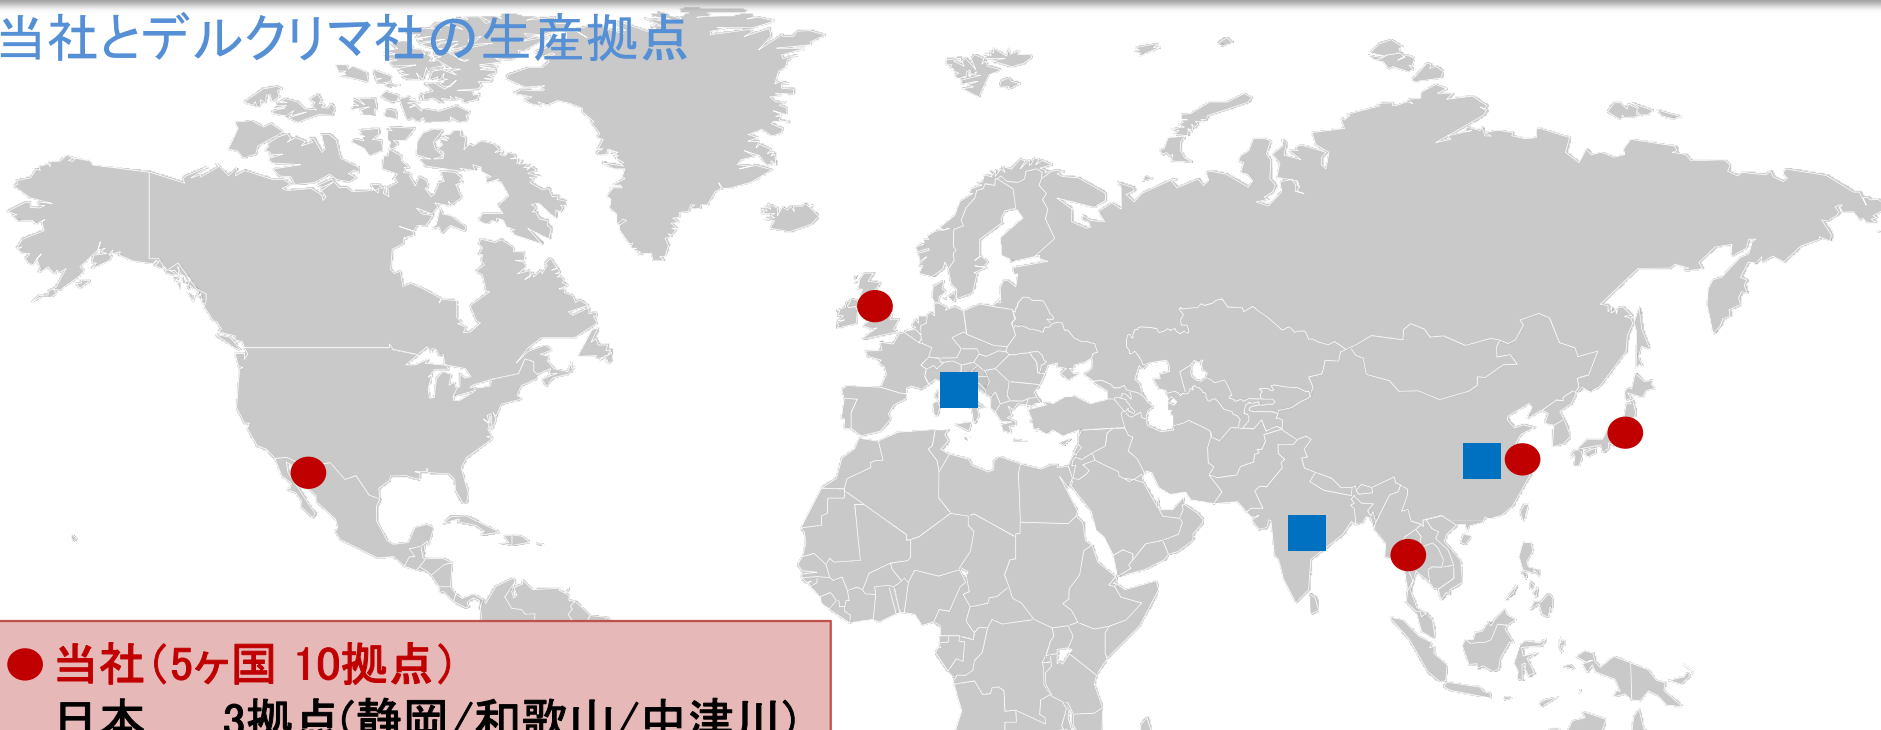 当社とデルクリマ社の生産拠点
●当社（5ヶ国 10拠点）
日本 3拠点(静岡/和歌山/中津川)